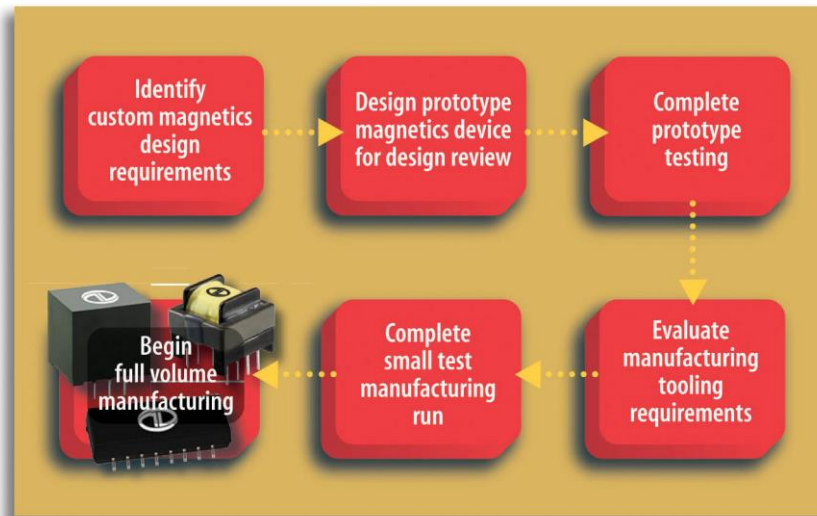 Identify
custom magnetics
design
requirements
Design prototype
magnetics device
for design review
Complete
prototype
testing
Evaluate
manufacturing
tooling
requirements
Complete
small test
manufacturing
run
Begin
full volume
manufacturing